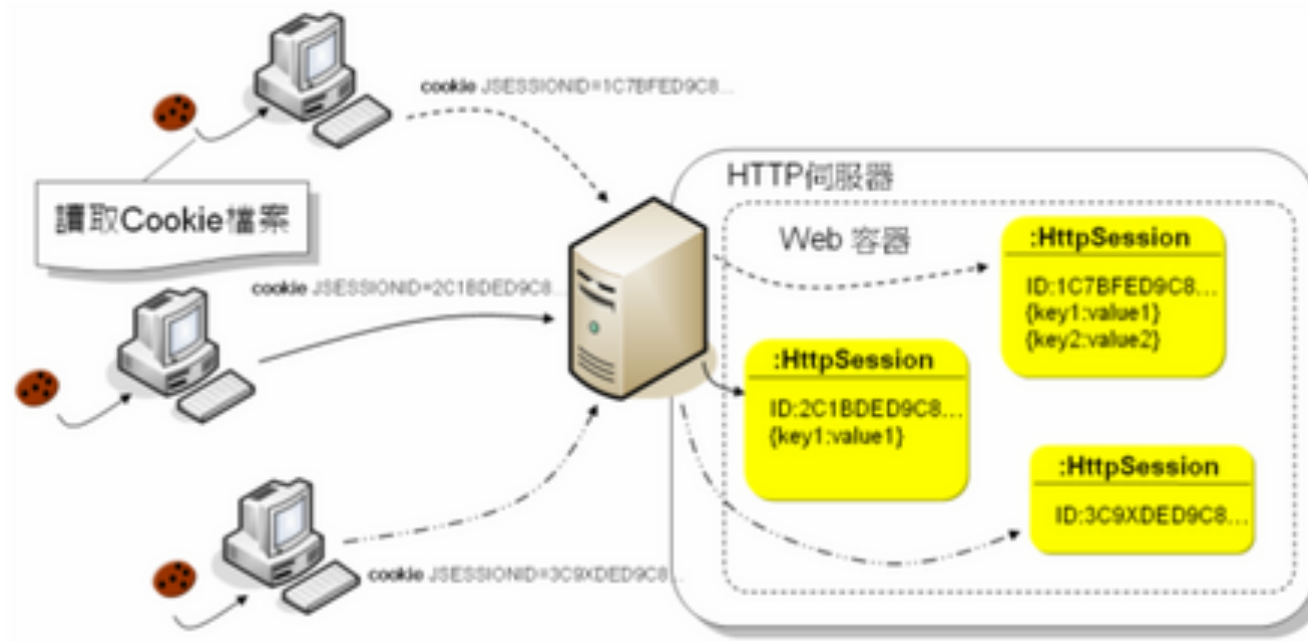 cookie JSESSIONID=1C7BFED9C8...
讀取Cookie檔案
HTTP伺服器
Web 容器
:HttpSession
ID:1C7BFED9C8...
{key1:value1}
{key2:value2}
cookie JSESSIONID=2C1BDED9C8...
:HttpSession
ID:2C1BDED9C8...
{key1:value1}
:HttpSession
ID:3C9XDED9C8...
cookie JSESSIONID=3C9XDED9C8...